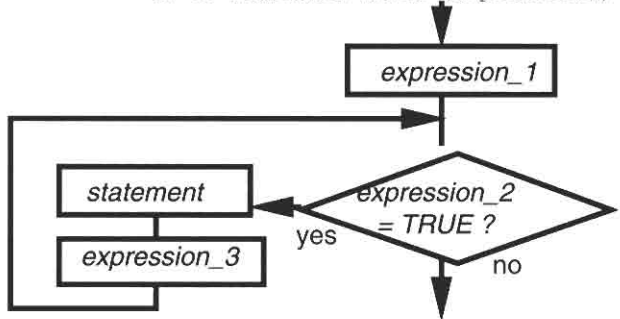 expression_1
expression_2
= TRUE ?
yes
no
statement
expression_3